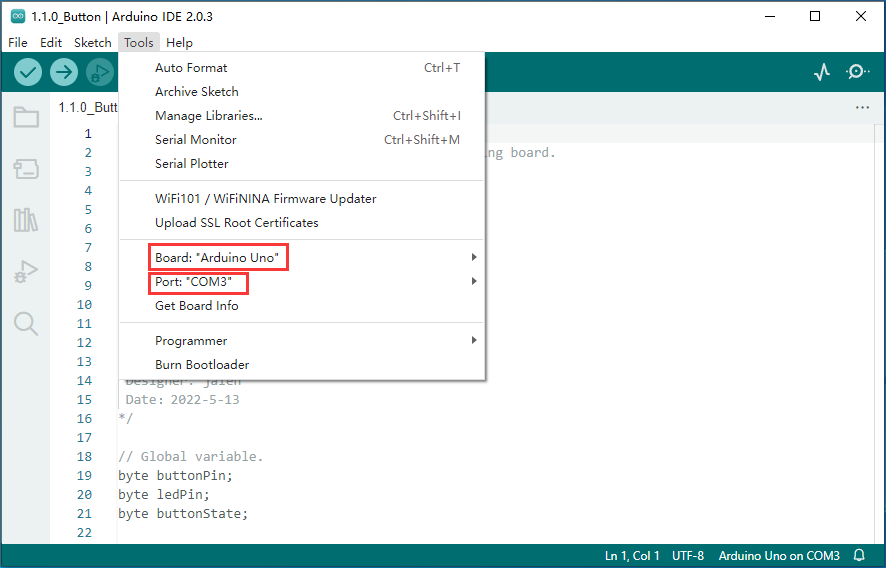 1.1.0_Button | Arduino IDE 2.0.3
File Edit Sketch Tools Help
Auto Format Ctrl+T
Archive Sketch
Manage Libraries... Ctrl+Shift+I
Serial Monitor Ctrl+Shift+M
Serial Plotter
WiFi101 / WiFiNINA Firmware Updater
Upload SSL Root Certificates
Board: "Arduino Uno"
Port: "COM3"
Get Board Info
Programmer
Burn Bootloader
1.1.0_Butt ...
1
2 ng board.
3
4
5
6
7
8
9
10
11
12
13
14 Designer: jalen
15 Date: 2022-5-13
16 */
17
18 // Global variable.
19 byte buttonPin;
20 byte ledPin;
21 byte buttonState;
22
Ln 1, Col 1 UTF-8 Arduino Uno on COM3